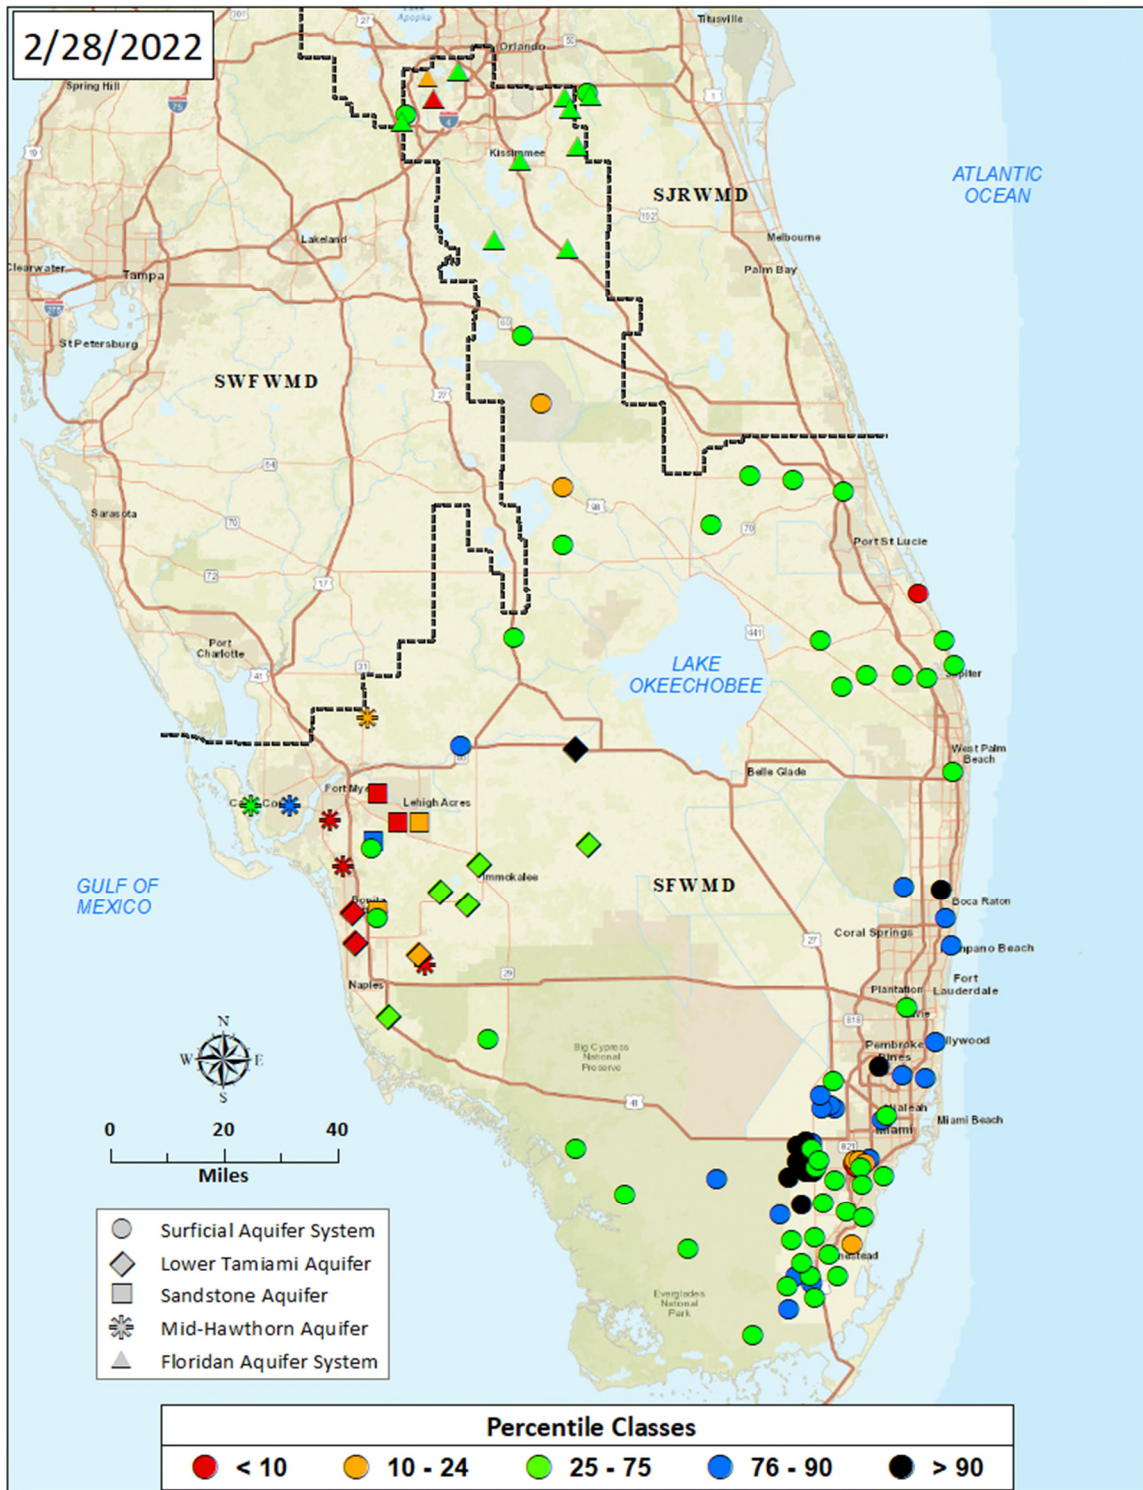 2/28/2022
Apopka
Titusville
Orlando
Spring Hill
Kissimmee
ATLANTIC
OCEAN
SJRWMD
Lakeland
Melbourne
Clearwater
Tampa
Palm Bay
St Petersburg
SWFWMD
Sarasota
Port St Lucie
Port
Charlotte
LAKE
OKEECHOBEE
West Palm
Beach
Belle Glade
Lehigh Acres
Immokalee
SFWMD
GULF OF
MEXICO
Boca Raton
Coral Springs
Naples
Plantation
Fort
Lauderdale
Pembroke
Big Cypress
National
Preserve
Miami Beach
N
W E
S
0 20 40
Miles
Everglades
National
Park
Surficial Aquifer System
Lower Tamiami Aquifer
Sandstone Aquifer
Mid-Hawthorn Aquifer
Floridan Aquifer System
Percentile Classes
< 10 10 - 24 25 - 75 76 - 90 > 90